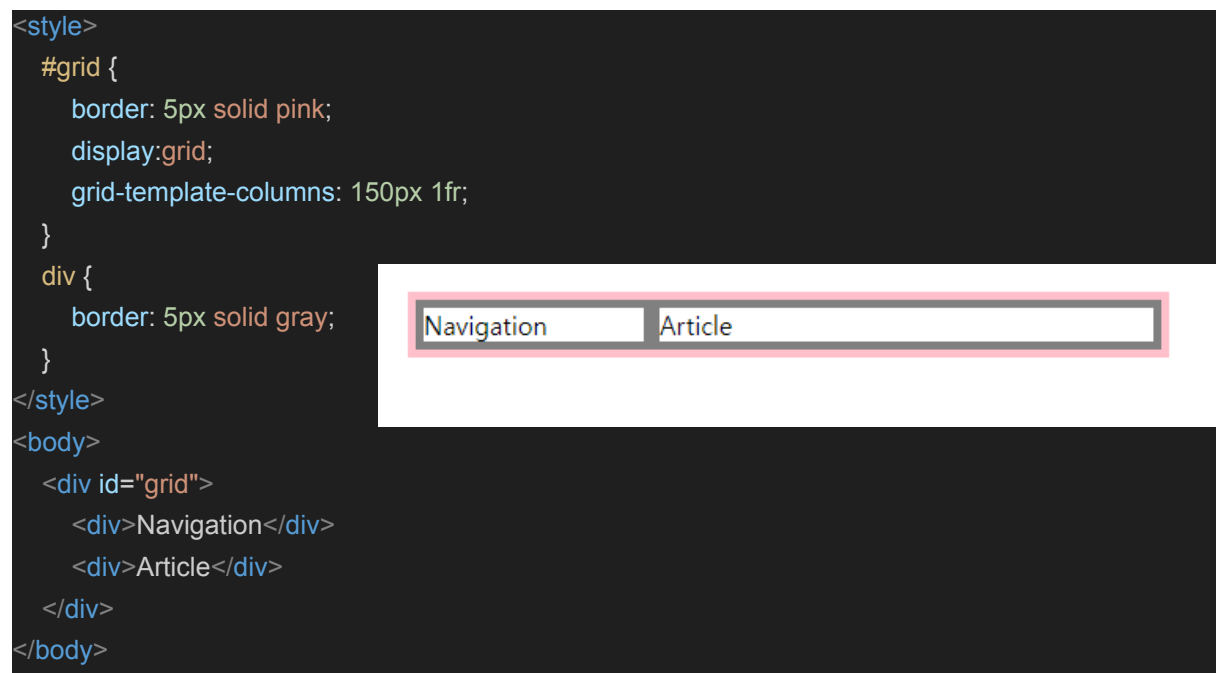 <style>
#grid {
border: 5px solid pink;
display:grid;
grid-template-columns: 150px 1fr;
}
div {
border: 5px solid gray;
}
</style>
<body>
<div id="grid">
<div>Navigation</div>
<div>Article</div>
</div>
</body>
Navigation Article